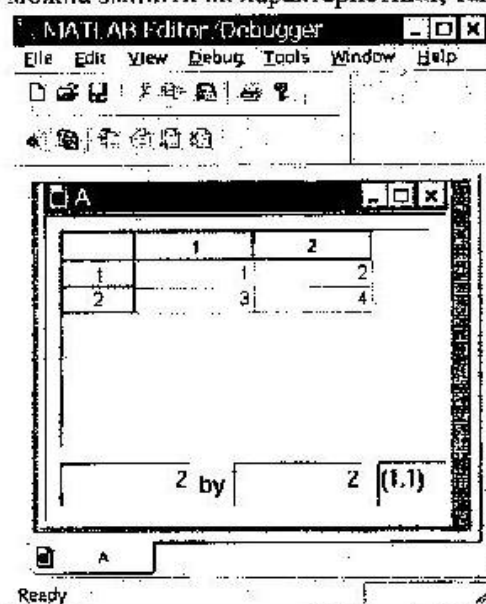 MATLAB Editor/Debugger
File Edit View Debug Tools Window Help
A
1 2
1 1 2
2 3 4
2 by 2 (1,1)
A
Ready